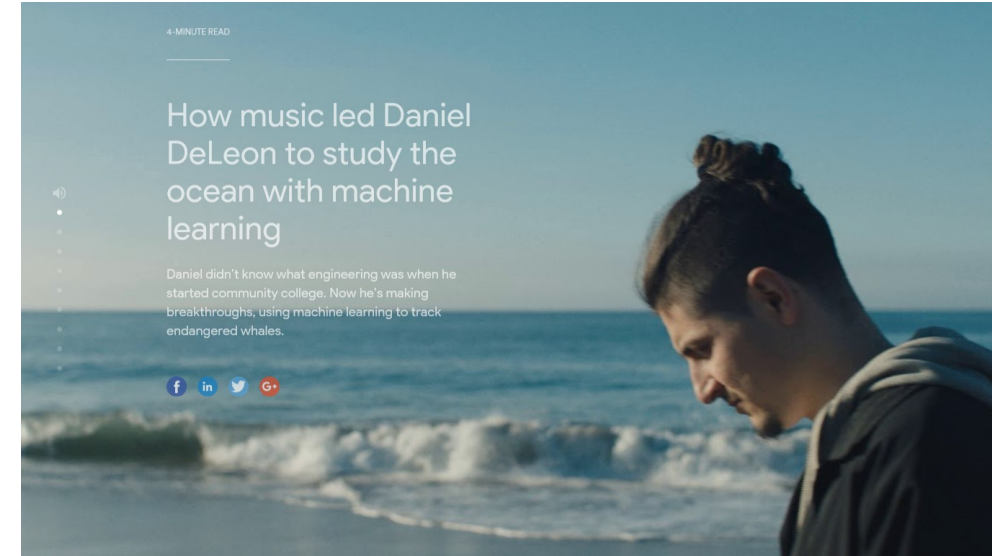 4-MINUTE READ
How music led Daniel
DeLeon to study the
ocean with machine
learning
Daniel didn't know what engineering was when he
started community college. Now he's making
breakthroughs, using machine learning to track
endangered whales.
f in G+